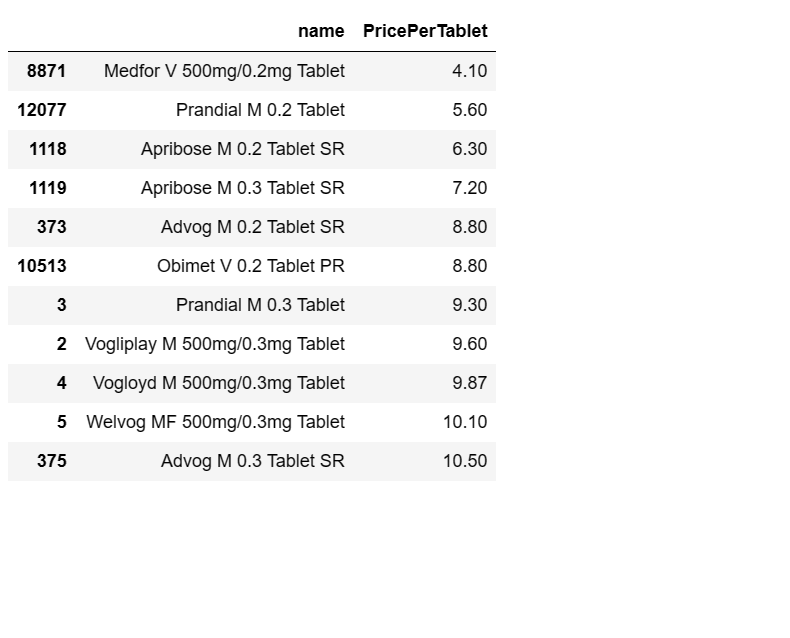 name PricePerTablet
8871 Medfor V 500mg/0.2mg Tablet 4.10
12077 Prandial M 0.2 Tablet 5.60
1118 Apribose M 0.2 Tablet SR 6.30
1119 Apribose M 0.3 Tablet SR 7.20
373 Advog M 0.2 Tablet SR 8.80
10513 Obimet V 0.2 Tablet PR 8.80
3 Prandial M 0.3 Tablet 9.30
2 Vogliplay M 500mg/0.3mg Tablet 9.60
4 Vogloyd M 500mg/0.3mg Tablet 9.87
5 Welvog MF 500mg/0.3mg Tablet 10.10
375 Advog M 0.3 Tablet SR 10.50